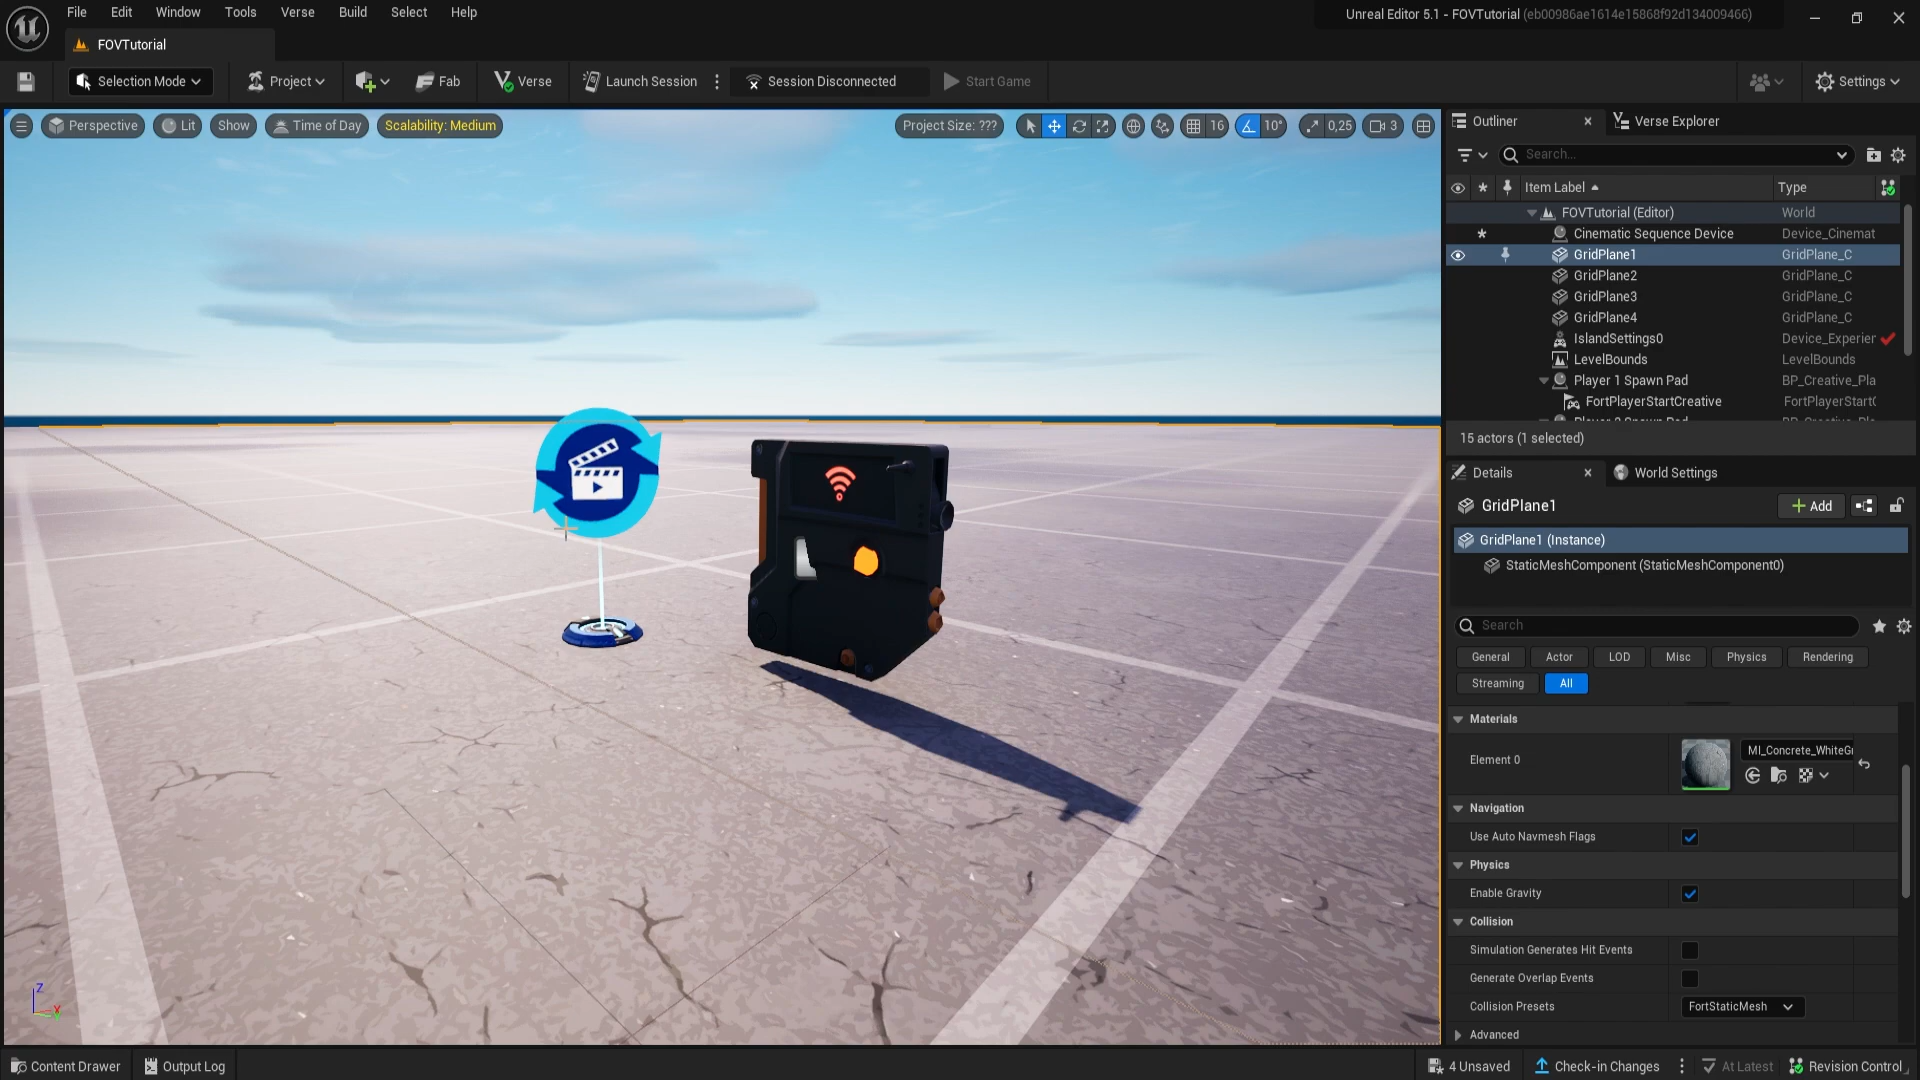 File Edit Window Tools Verse Build Select Help
Unreal Editor 5.1 - FOVTutorial (eb00986ae1614e15868f92d134009466)
FOVTutorial
Selection Mode Project Fab Verse Launch Session Session Disconnected Start Game Settings
Perspective Lit Show Time of Day Scalability: Medium Project Size: ??? 16 10° 0,25 3
Outliner Verse Explorer
Search...
Item Label Type
FOVTutorial (Editor) World
Cinematic Sequence Device Device_Cinemat
GridPlane1 GridPlane_C
GridPlane2 GridPlane_C
GridPlane3 GridPlane_C
GridPlane4 GridPlane_C
IslandSettings0 Device_Experier
LevelBounds LevelBounds
Player 1 Spawn Pad BP_Creative_Pla
FortPlayerStartCreative FortPlayerStart
15 actors (1 selected)
Details World Settings
GridPlane1 Add
GridPlane1 (Instance)
StaticMeshComponent (StaticMeshComponent0)
Search
General Actor LOD Misc Physics Rendering
Streaming All
Materials
Element 0 MI_Concrete_WhiteGr
Navigation
Use Auto Navmesh Flags
Physics
Enable Gravity
Collision
Simulation Generates Hit Events
Generate Overlap Events
Collision Presets FortStaticMesh
Advanced
Z
X
Content Drawer Output Log 4 Unsaved Check-in Changes At Latest Revision Control